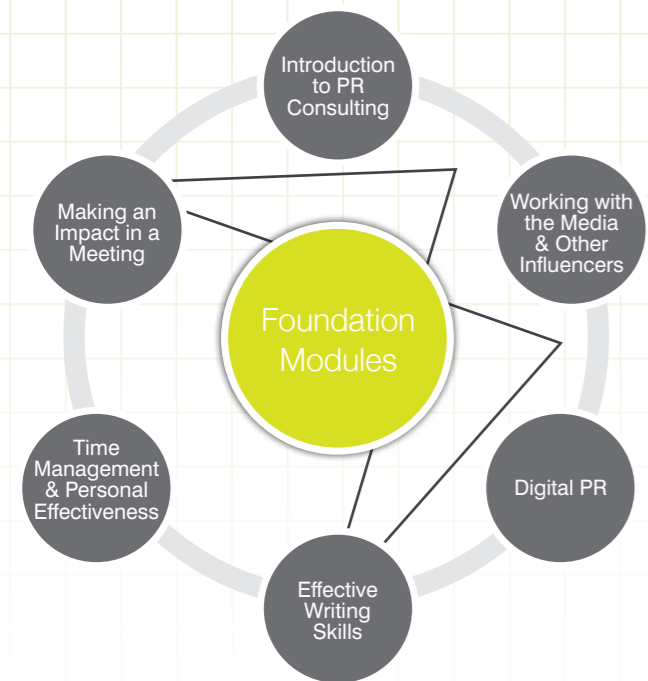 Introduction
to PR
Consulting
Working with
the Media
& Other
Influencers
Digital PR
Effective
Writing
Skills
Time
Management
& Personal
Effectiveness
Making an
Impact in a
Meeting
Foundation
Modules